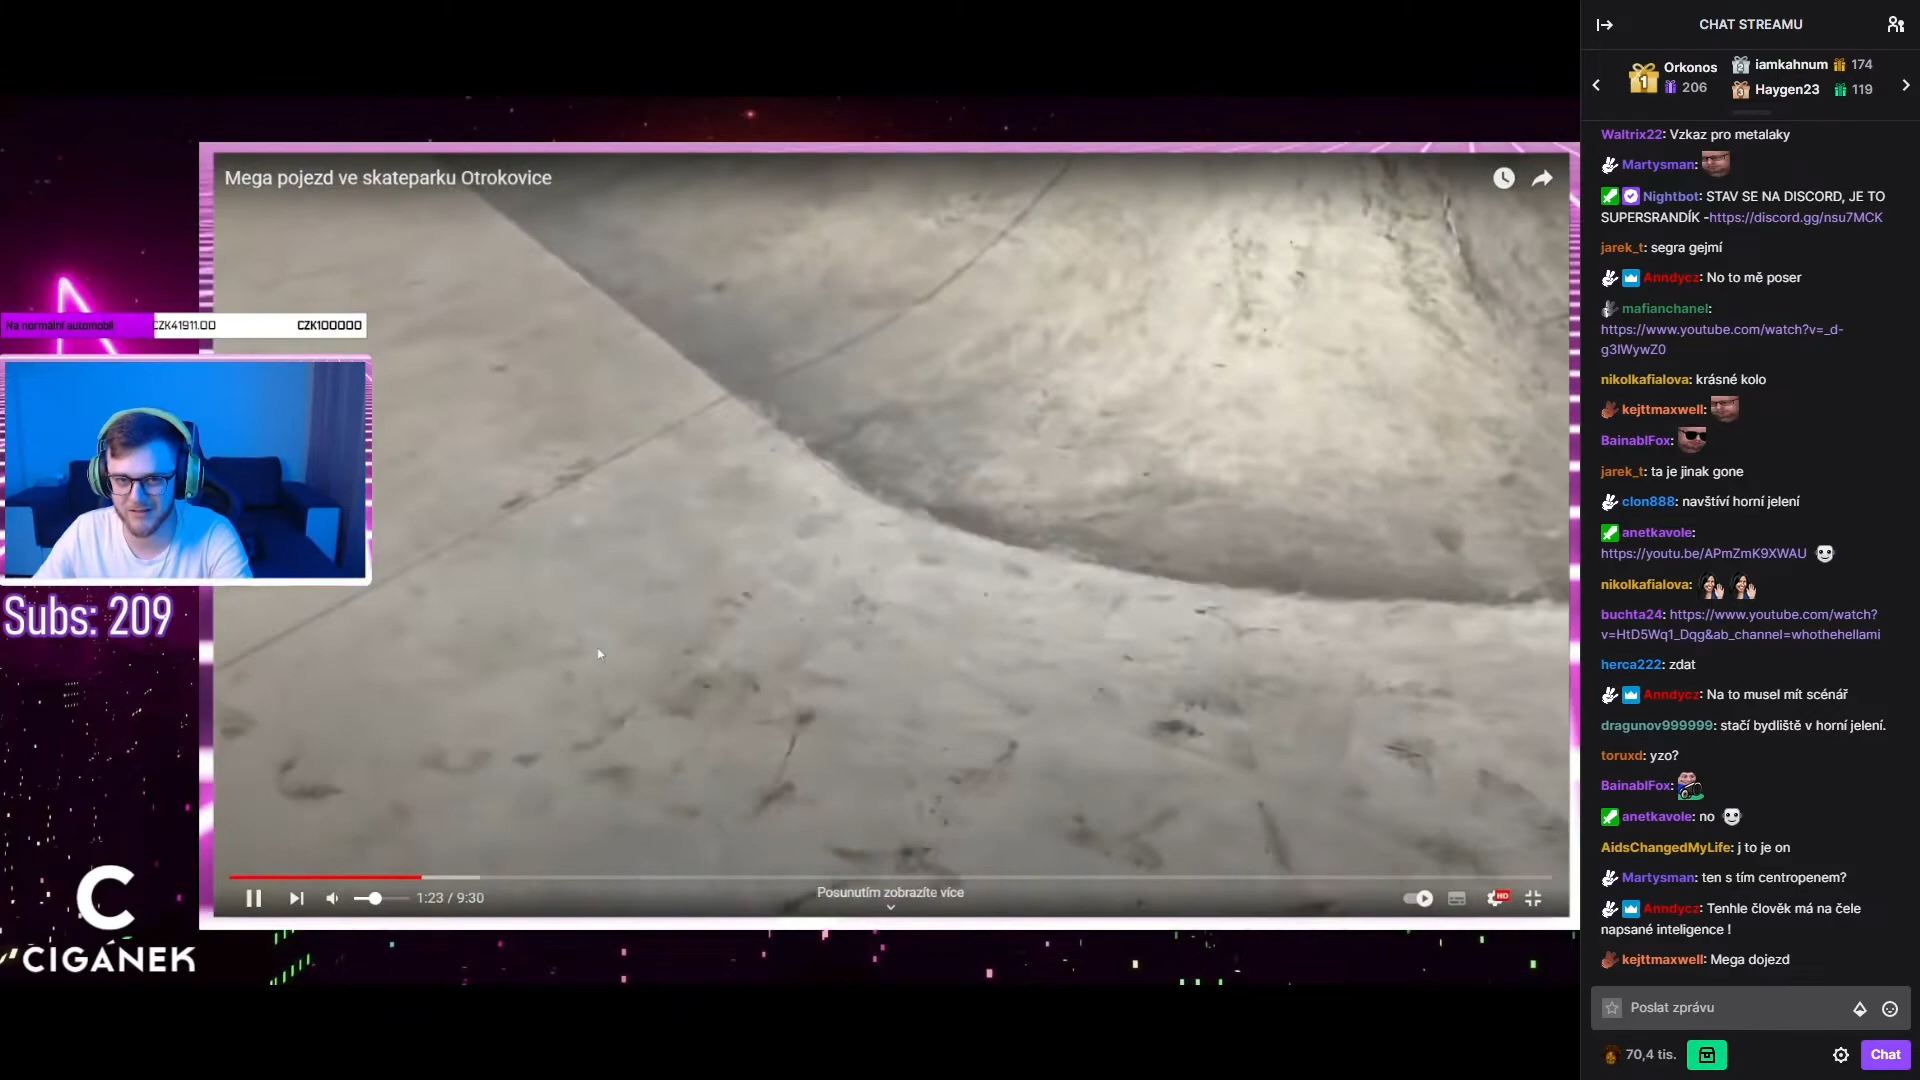 Mega pojezd ve skateparku Otrokovice
Na normální automobil
CZK41911.00
CZK100000
Subs: 209
C
ČIGÁNEK
1:23 / 9:30
Posunutím zobrazíte více
HD
CHAT STREAMU
1
Orkonos
206
2
iamkahnum
174
3
Haygen23
119
Waltrix22: Vzkaz pro metalaky
Martysman:
Nightbot: STAV SE NA DISCORD, JE TO
SUPERSRANDÍK -https://discord.gg/nsu7MCK
jarek_t: segra gejmí
Anndycz: No to mě poser
mafianchanel:
https://www.youtube.com/watch?v=_d-
g3lWywZ0
nikolkafialova: krásné kolo
kejttmaxwell:
BainablFox:
jarek_t: ta je jinak gone
clon888: navštíví horní jelení
anetkavole:
https://youtu.be/APmZmK9XWAU
nikolkafialova:
buchta24: https://www.youtube.com/watch?
v=HtD5Wq1_Dqg&ab_channel=whothehellami
herca222: zdat
Anndycz: Na to musel mít scénář
dragunov999999: stačí bydliště v horní jelení.
toruxd: yzo?
BainablFox:
anetkavole: no
AidsChangedMyLife: j to je on
Martysman: ten s tím centropenem?
Anndycz: Tenhle člověk má na čele
napsané inteligence !
kejttmaxwell: Mega dojezd
Poslat zprávu
70,4 tis.
Chat